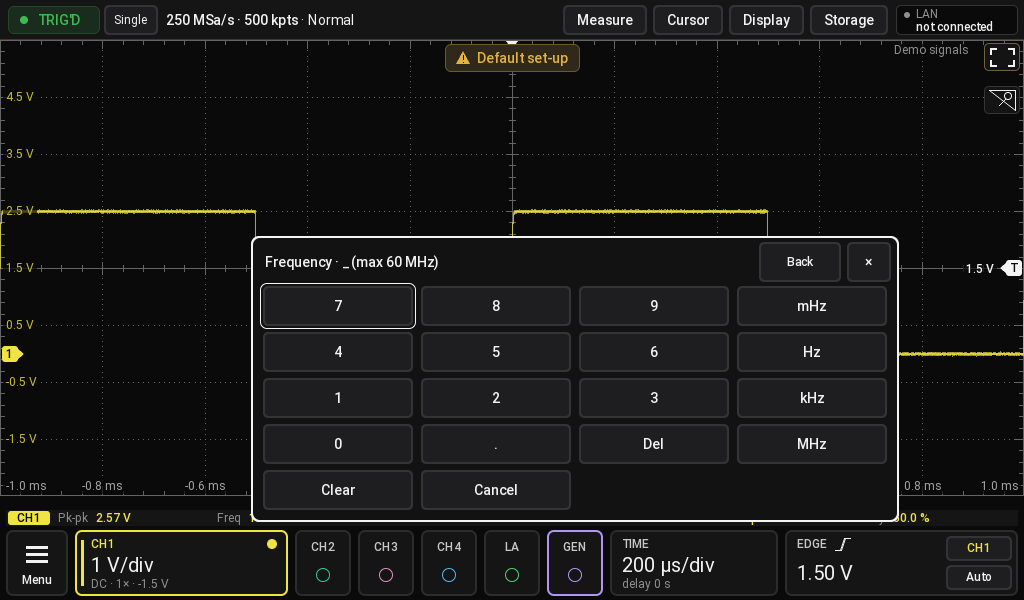 TRIG'D
Single
250 MSa/s · 500 kpts · Normal
Measure
Cursor
Display
Storage
LAN
not connected
Default set-up
Demo signals
4.5 V
3.5 V
2.5 V
1.5 V
0.5 V
-0.5 V
-1.5 V
1
1.5 V
T
Frequency · _ (max 60 MHz)
Back
×
7
8
9
mHz
4
5
6
Hz
1
2
3
kHz
0
.
Del
MHz
Clear
Cancel
-1.0 ms
-0.8 ms
-0.6 ms
0.8 ms
1.0 ms
CH1
Pk-pk
2.57 V
Freq
Menu
CH1
1 V/div
DC · 1× · -1.5 V
CH2
CH3
CH4
LA
GEN
TIME
200 µs/div
delay 0 s
EDGE
1.50 V
CH1
Auto